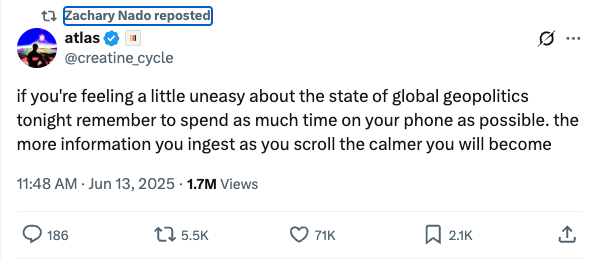 Zachary Nado reposted
atlas
@creatine_cycle
if you're feeling a little uneasy about the state of global geopolitics
tonight remember to spend as much time on your phone as possible. the
more information you ingest as you scroll the calmer you will become
11:48 AM · Jun 13, 2025 · 1.7M Views
186 5.5K 71K 2.1K